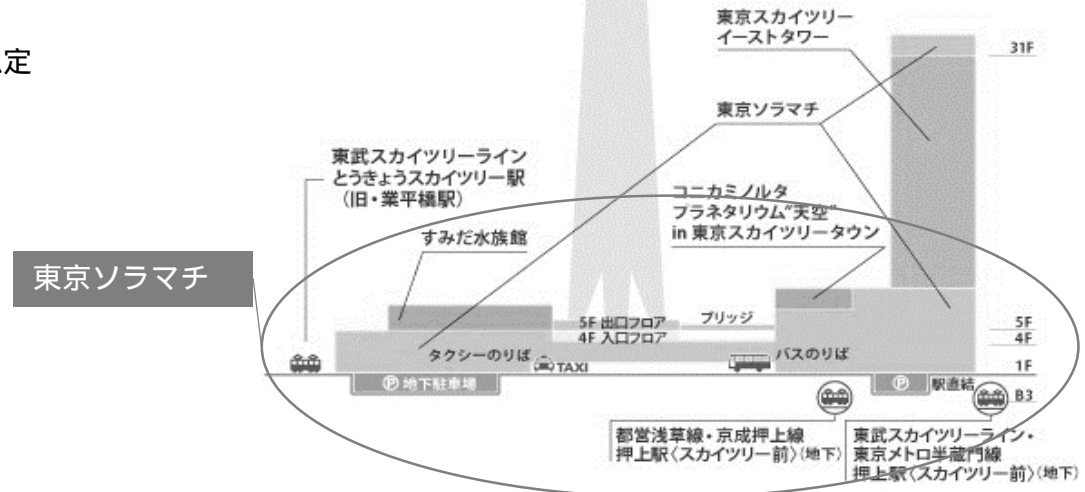 定
東京スカイツリー
イーストタワー
31F
東京ソラマチ
東武スカイツリーライン
とうきょうスカイツリー駅
（旧・業平橋駅）
コニカミノルタ
プラネタリウム“天空”
in 東京スカイツリータウン
すみだ水族館
東京ソラマチ
5F 出口フロア
4F 入口フロア
ブリッジ
5F
4F
タクシーのりば
TAXI
バスのりば
1F
P 地下駐車場
P
駅直結
B3
都営浅草線・京成押上線
押上駅〈スカイツリー前〉(地下)
東武スカイツリーライン・
東京メトロ半蔵門線
押上駅〈スカイツリー前〉(地下)